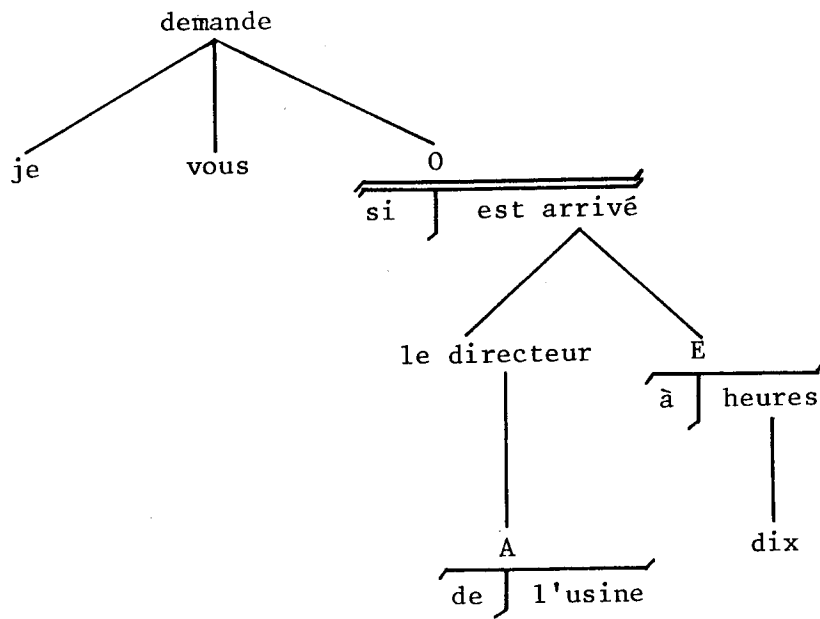 demande
je vous O
si est arrivé
le directeur E
à heures
A dix
de l'usine